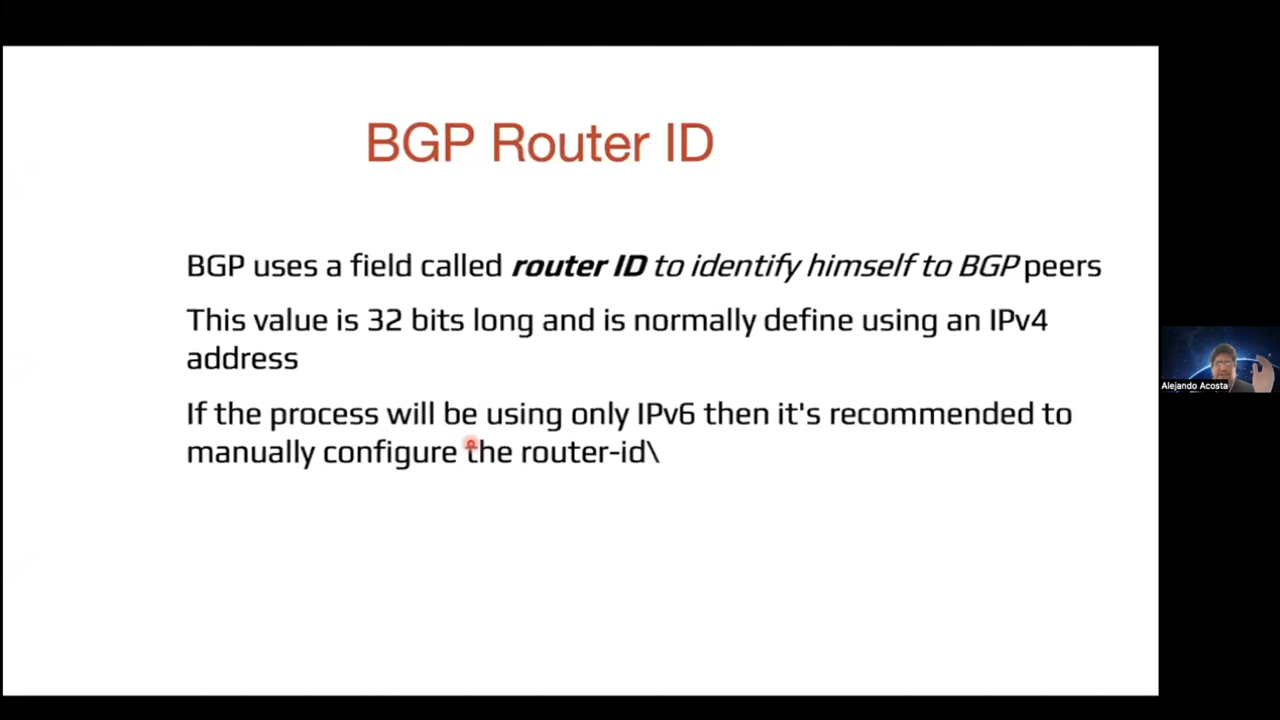 BGP Router ID
BGP uses a field called router ID to identify himself to BGP peers
This value is 32 bits long and is normally define using an IPv4
address
If the process will be using only IPv6 then it's recommended to
manually configure the router-id\
Alejando Acosta